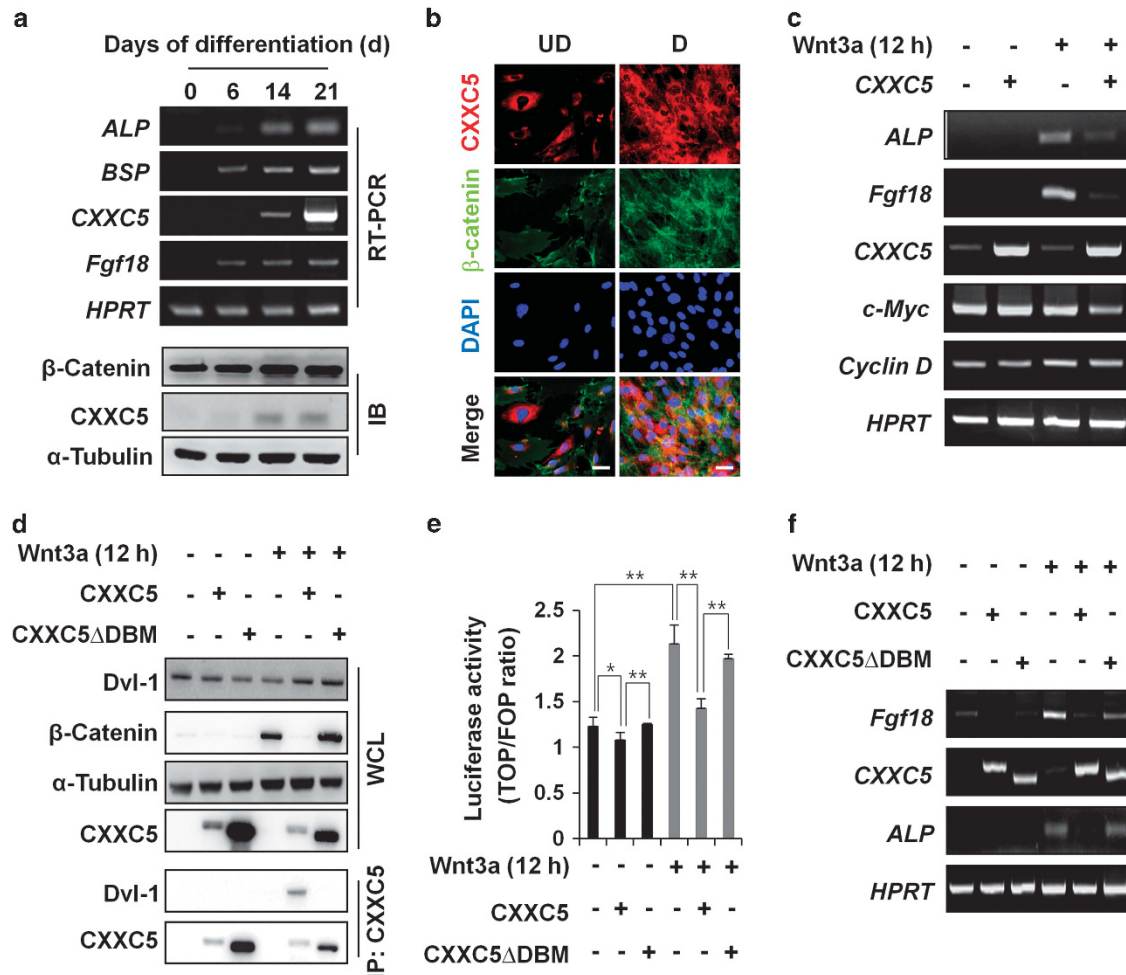 a
Days of differentiation (d)
0 6 14 21
ALP
BSP
CXXC5
Fgf18
HPRT
RT-PCR
β-Catenin
CXXC5
α-Tubulin
IB
b
UD D
CXXC5
β-catenin
DAPI
Merge
c
Wnt3a (12 h) - - + +
CXXC5 - + - +
ALP
Fgf18
CXXC5
c-Myc
Cyclin D
HPRT
d
Wnt3a (12 h) - - - + + +
CXXC5 - + - - + -
CXXC5ΔDBM - - + - - +
Dvl-1
β-Catenin
α-Tubulin
CXXC5
WCL
Dvl-1
CXXC5
IP: CXXC5
e
Luciferase activity
(TOP/FOP ratio)
2.5
2
1.5
1
0.5
0
** ** **
* **
Wnt3a (12 h) - - - + + +
CXXC5 - + - - + -
CXXC5ΔDBM - - + - - +
f
Wnt3a (12 h) - - - + + +
CXXC5 - + - - + -
CXXC5ΔDBM - - + - - +
Fgf18
CXXC5
ALP
HPRT